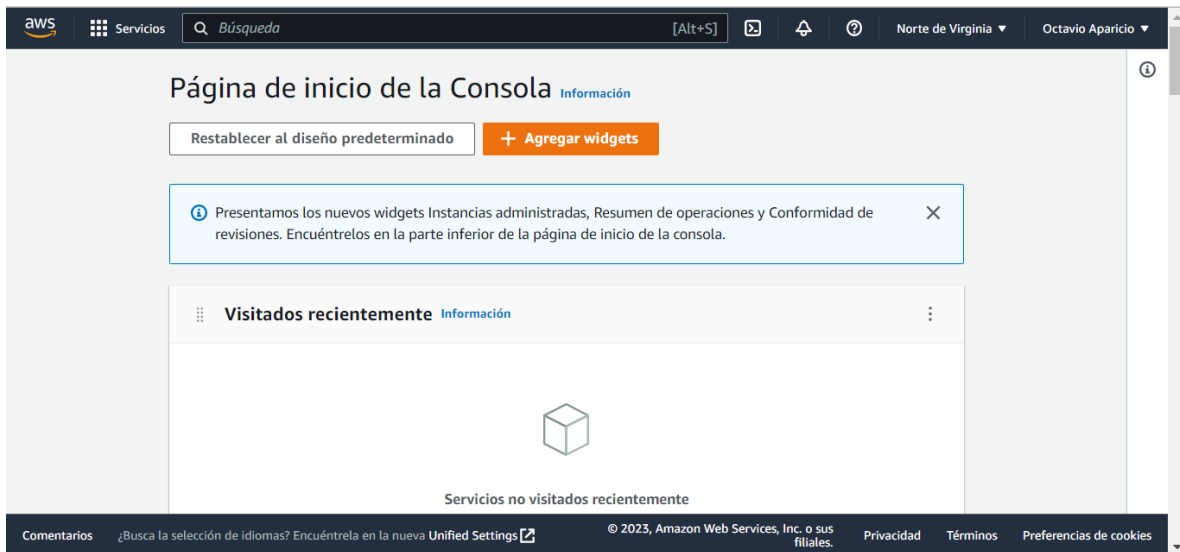 aws
Servicios
Búsqueda
[Alt+S]
Norte de Virginia
Octavio Aparicio
Página de inicio de la Consola Información
Restablecer al diseño predeterminado
+ Agregar widgets
Presentamos los nuevos widgets Instancias administradas, Resumen de operaciones y Conformidad de
revisiones. Encuéntrelos en la parte inferior de la página de inicio de la consola.
Visitados recientemente Información
Servicios no visitados recientemente
Comentarios
¿Busca la selección de idiomas? Encuéntrela en la nueva Unified Settings
© 2023, Amazon Web Services, Inc. o sus
filiales.
Privacidad
Términos
Preferencias de cookies